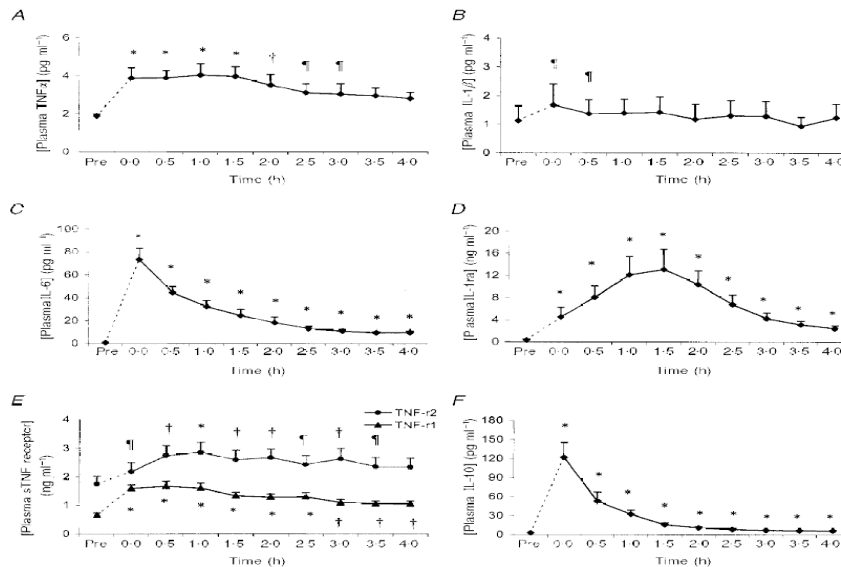 A
[Plasma TNFα] (pg ml⁻¹)
6
4
2
0
* * * * † ¶ ¶
Pre 0·0 0·5 1·0 1·5 2·0 2·5 3·0 3·5 4·0
Time (h)
B
[Plasma IL-1β] (pg ml⁻¹)
4
3
2
1
0
¶ ¶
Pre 0·0 0·5 1·0 1·5 2·0 2·5 3·0 3·5 4·0
Time (h)
C
[Plasma IL-6] (pg ml⁻¹)
100
80
60
40
20
0
* * * * * * * * *
Pre 0·0 0·5 1·0 1·5 2·0 2·5 3·0 3·5 4·0
Time (h)
D
[Plasma IL-1ra] (ng ml⁻¹)
20
16
12
8
4
0
* * * * * * * * *
Pre 0·0 0·5 1·0 1·5 2·0 2·5 3·0 3·5 4·0
Time (h)
E
[Plasma sTNF receptor]
(ng ml⁻¹)
TNF-r2
TNF-r1
4
3
2
1
0
¶ † * † † ¶ † ¶
* * * * * * † † †
Pre 0·0 0·5 1·0 1·5 2·0 2·5 3·0 3·5 4·0
Time (h)
F
[Plasma IL-10] (pg ml⁻¹)
180
150
120
90
60
30
0
* * * * * * * * *
Pre 0·0 0·5 1·0 1·5 2·0 2·5 3·0 3·5 4·0
Time (h)